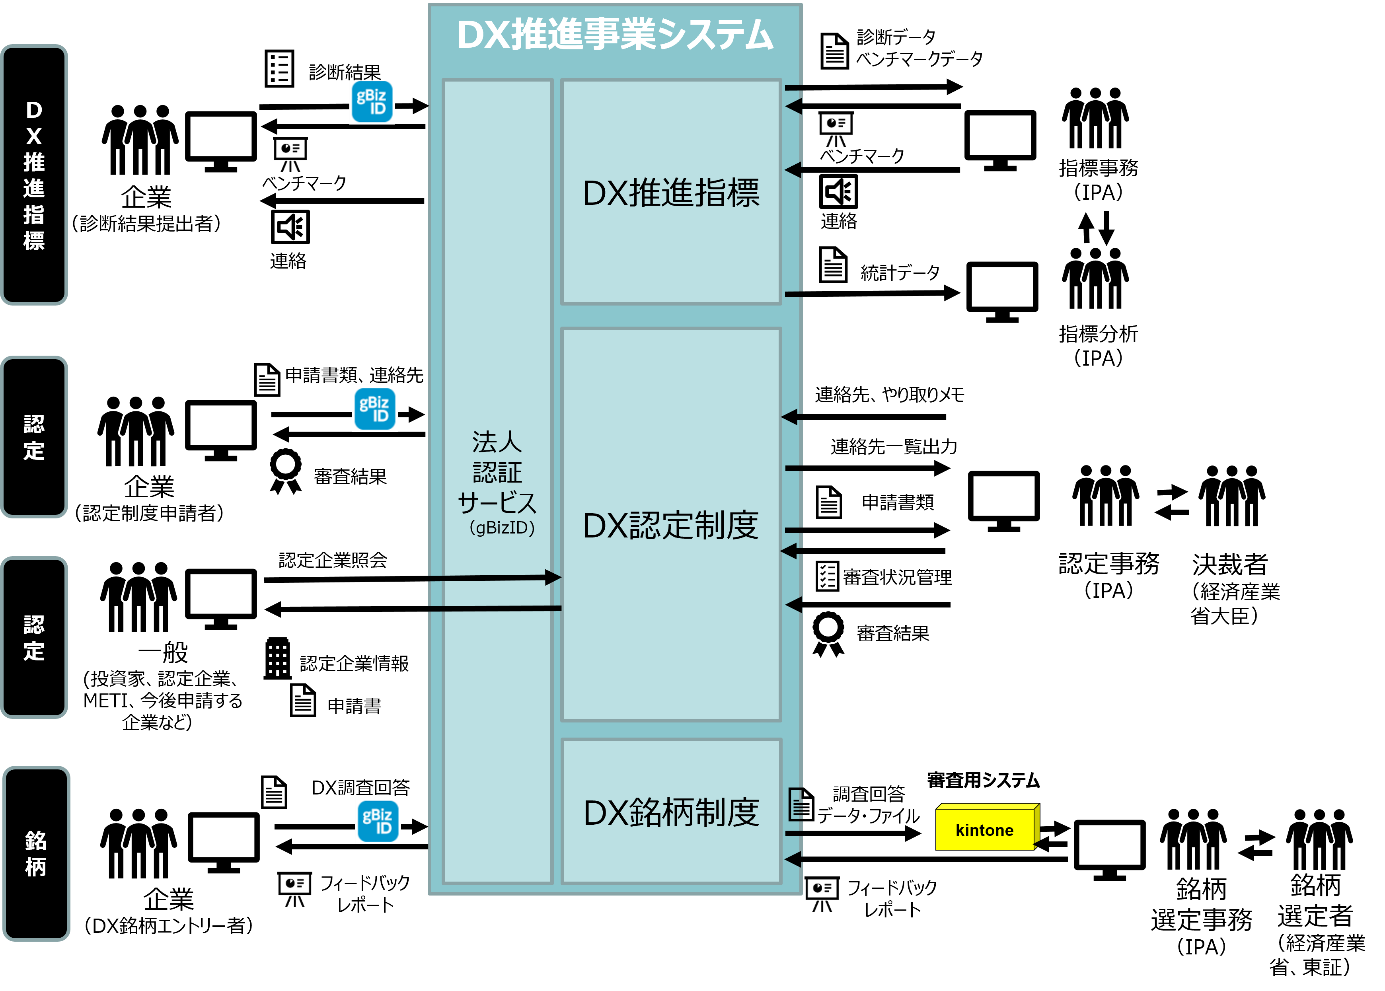 DX推進事業システム
DX推進指標
診断結果
gBiz
ID
ベンチマーク
連絡
企業
（診断結果提出者）
法人
認証
サービス
（gBizID）
DX推進指標
診断データ
ベンチマークデータ
ベンチマーク
連絡
統計データ
指標事務
（IPA）
指標分析
（IPA）
認定
申請書類、連絡先
gBiz
ID
審査結果
企業
（認定制度申請者）
DX認定制度
連絡先、やり取りメモ
連絡先一覧出力
申請書類
審査状況管理
審査結果
認定事務
（IPA）
決裁者
（経済産業
省大臣）
認定
認定企業照会
認定企業情報
申請書
一般
（投資家、認定企業、
METI、今後申請する
企業など）
銘柄
DX調査回答
gBiz
ID
フィードバック
レポート
企業
（DX銘柄エントリー者）
DX銘柄制度
調査回答
データ・ファイル
審査用システム
kintone
フィードバック
レポート
銘柄
選定事務
（IPA）
銘柄
選定者
（経済産業
省、東証）